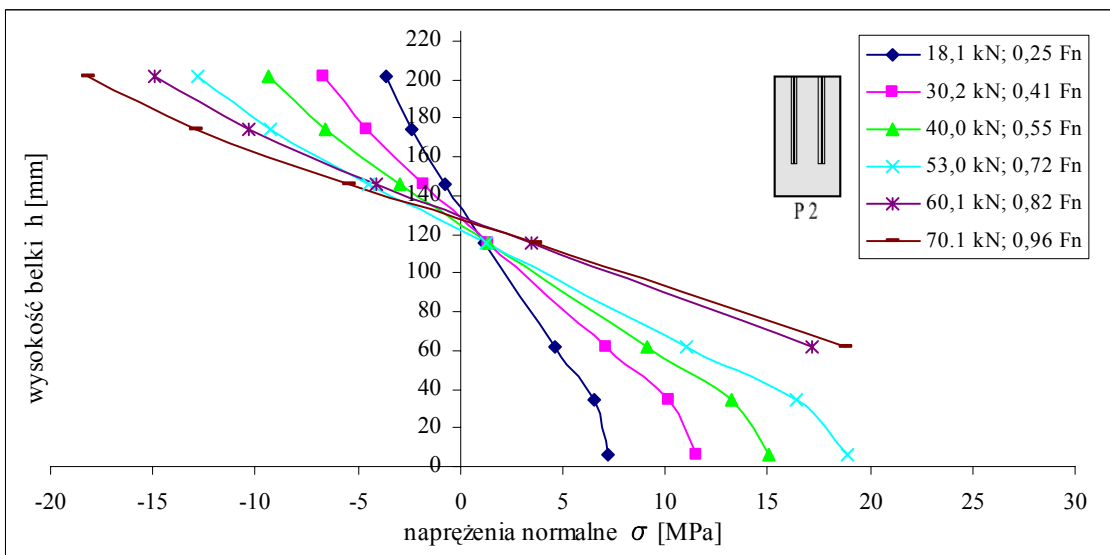 220
200
180
160
140
120
100
80
60
40
20
0
wysokość belki h [mm]
-20 -15 -10 -5 0 5 10 15 20 25 30
naprężenia normalne σ [MPa]
P 2
18,1 kN; 0,25 Fn
30,2 kN; 0,41 Fn
40,0 kN; 0,55 Fn
53,0 kN; 0,72 Fn
60,1 kN; 0,82 Fn
70.1 kN; 0,96 Fn